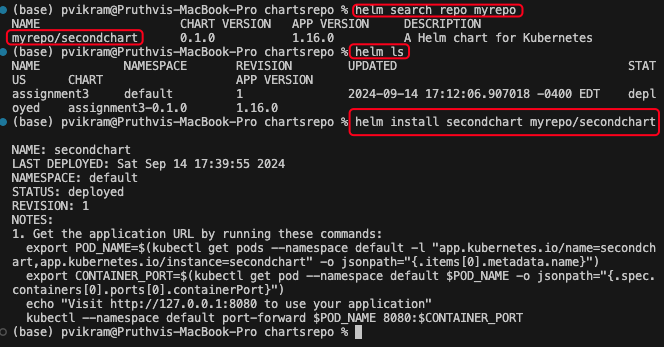 (base) pvikram@Pruthvis-MacBook-Pro chartsrepo % helm search repo myrepo
NAME CHART VERSION APP VERSION DESCRIPTION
myrepo/secondchart 0.1.0 1.16.0 A Helm chart for Kubernetes
(base) pvikram@Pruthvis-MacBook-Pro chartsrepo % helm ls
NAME NAMESPACE REVISION UPDATED STAT
US CHART APP VERSION
assignment3 default 1 2024-09-14 17:12:06.907018 -0400 EDT depl
oyed assignment3-0.1.0 1.16.0
(base) pvikram@Pruthvis-MacBook-Pro chartsrepo % helm install secondchart myrepo/secondchart
NAME: secondchart
LAST DEPLOYED: Sat Sep 14 17:39:55 2024
NAMESPACE: default
STATUS: deployed
REVISION: 1
NOTES:
1. Get the application URL by running these commands:
export POD_NAME=$(kubectl get pods --namespace default -l "app.kubernetes.io/name=secondch
art,app.kubernetes.io/instance=secondchart" -o jsonpath="{.items[0].metadata.name}")
export CONTAINER_PORT=$(kubectl get pod --namespace default $POD_NAME -o jsonpath="{.spec.
containers[0].ports[0].containerPort}")
echo "Visit http://127.0.0.1:8080 to use your application"
kubectl --namespace default port-forward $POD_NAME 8080:$CONTAINER_PORT
(base) pvikram@Pruthvis-MacBook-Pro chartsrepo %